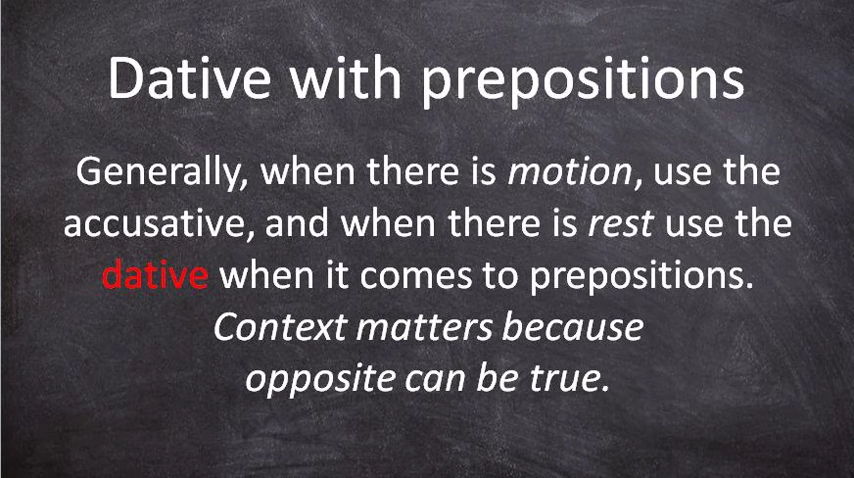 Dative with prepositions
Generally, when there is motion, use the
accusative, and when there is rest use the
dative when it comes to prepositions.
Context matters because
opposite can be true.